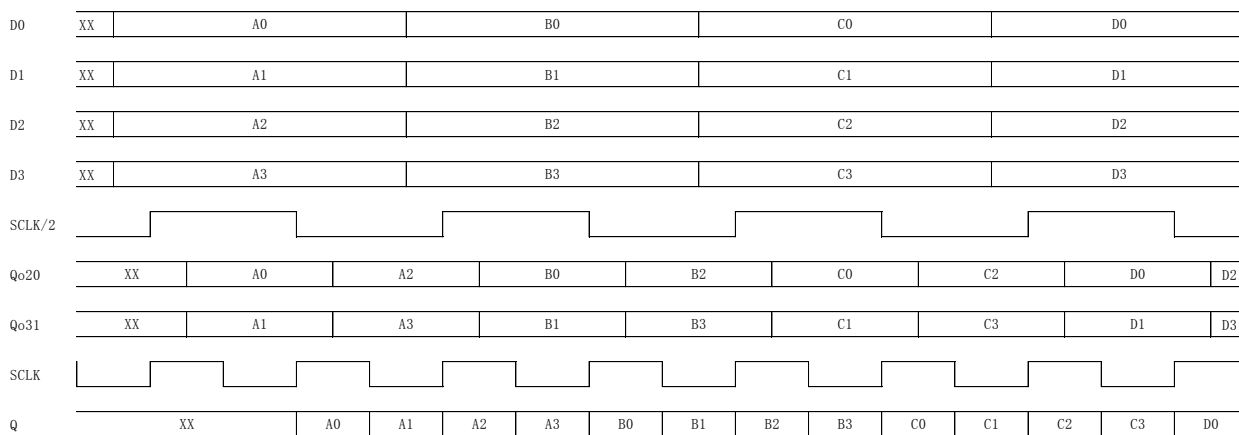 D0 XX A0 B0 C0 D0
D1 XX A1 B1 C1 D1
D2 XX A2 B2 C2 D2
D3 XX A3 B3 C3 D3
SCLK/2
Qo20 XX A0 A2 B0 B2 C0 C2 D0 D2
Qo31 XX A1 A3 B1 B3 C1 C3 D1 D3
SCLK
Q XX A0 A1 A2 A3 B0 B1 B2 B3 C0 C1 C2 C3 D0